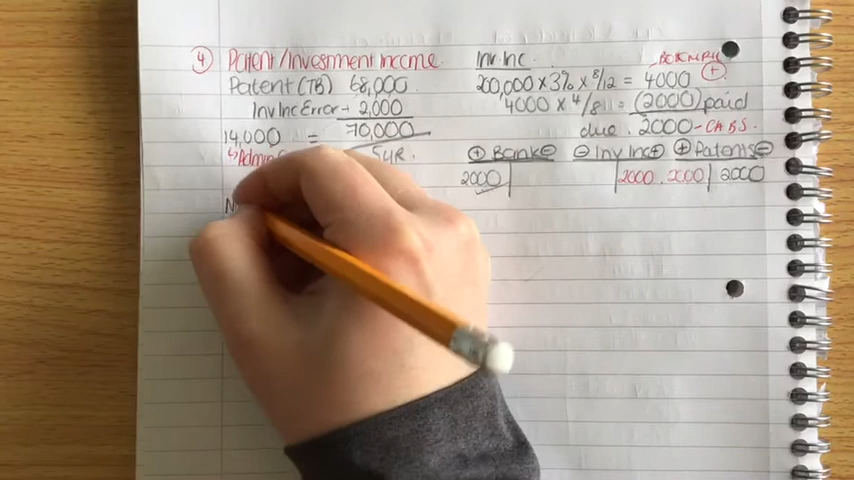 ④ Patent/Investment Income
Patent (TB) 68,000
Inv Inc Error + 2,000
14,000 = 70,000
5yr.
Inv. Inc.
200,000 x 3% x 8/12 = 4000 +
4000 x 4/8 = (2000) paid
due. 2000 - CABS.
+ Bank - - Inv Inc + + Patents -
2000 2000 2000 2000